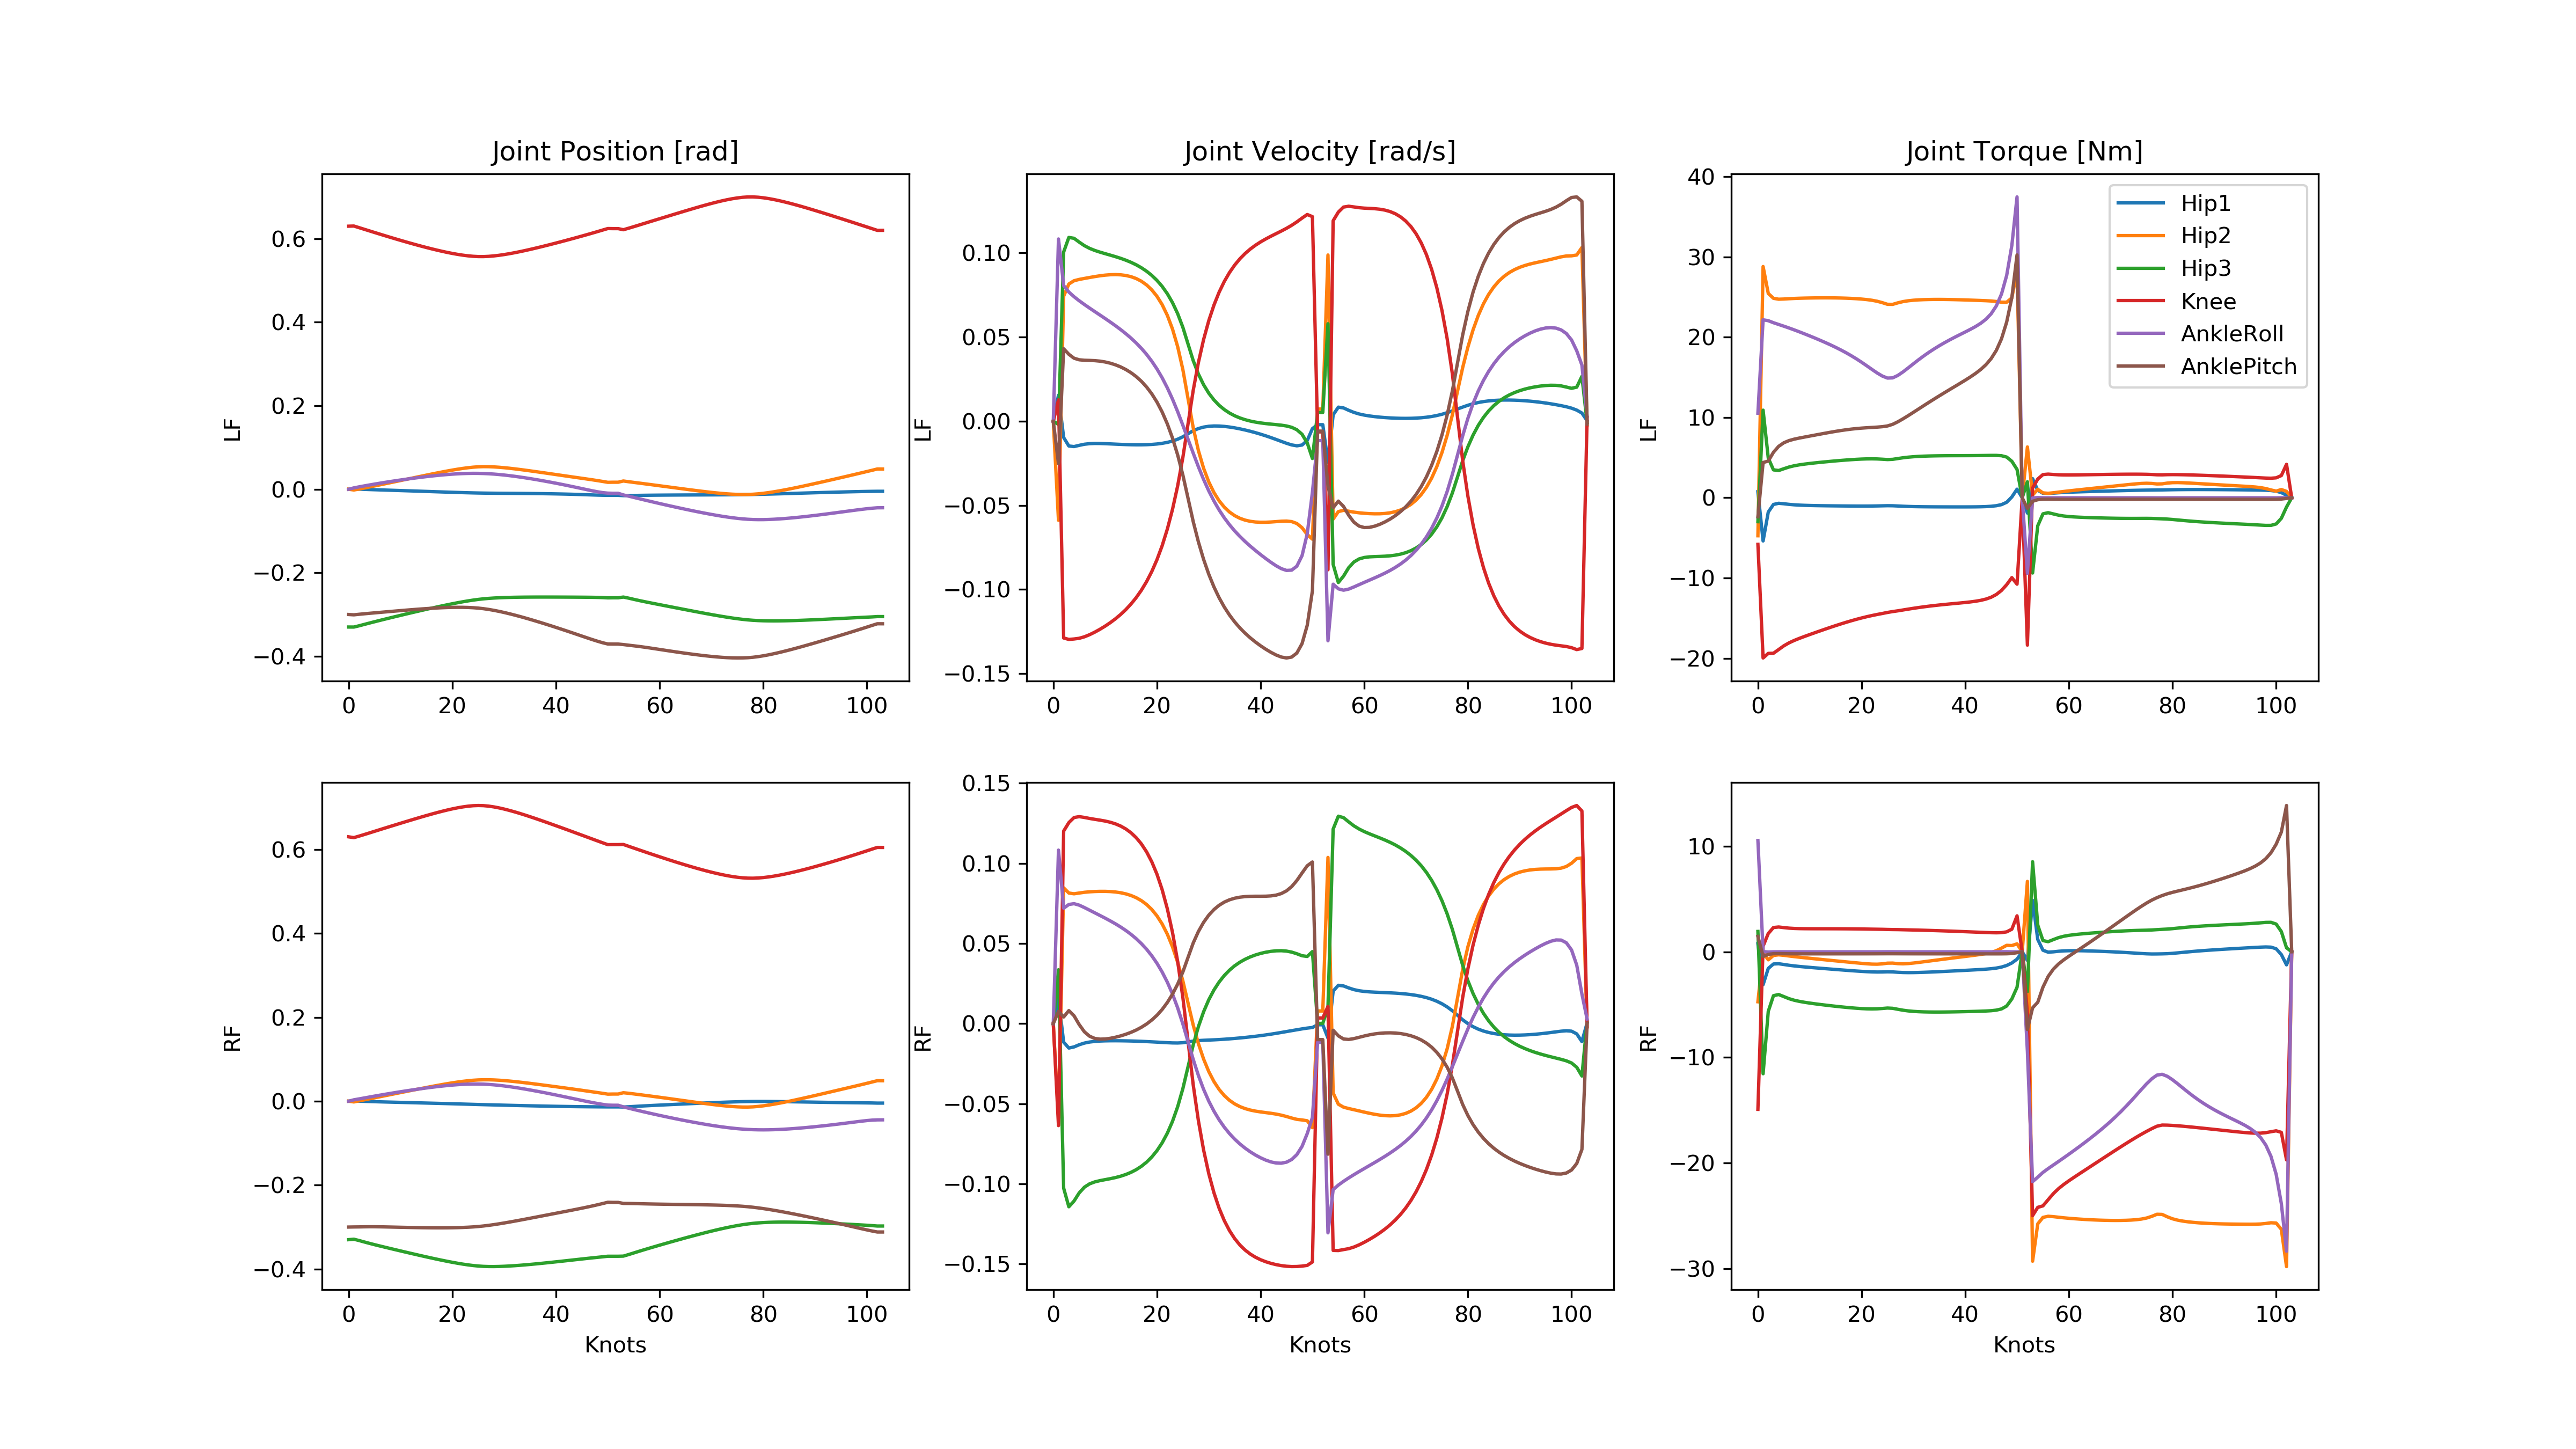 Joint Position [rad]
Joint Velocity [rad/s]
Joint Torque [Nm]
LF
0.6
0.4
0.2
0.0
−0.2
−0.4
0 20 40 60 80 100
LF
0.10
0.05
0.00
−0.05
−0.10
−0.15
0 20 40 60 80 100
LF
40
30
20
10
0
−10
−20
0 20 40 60 80 100
Hip1
Hip2
Hip3
Knee
AnkleRoll
AnklePitch
RF
0.6
0.4
0.2
0.0
−0.2
−0.4
0 20 40 60 80 100
Knots
RF
0.15
0.10
0.05
0.00
−0.05
−0.10
−0.15
0 20 40 60 80 100
Knots
RF
10
0
−10
−20
−30
0 20 40 60 80 100
Knots